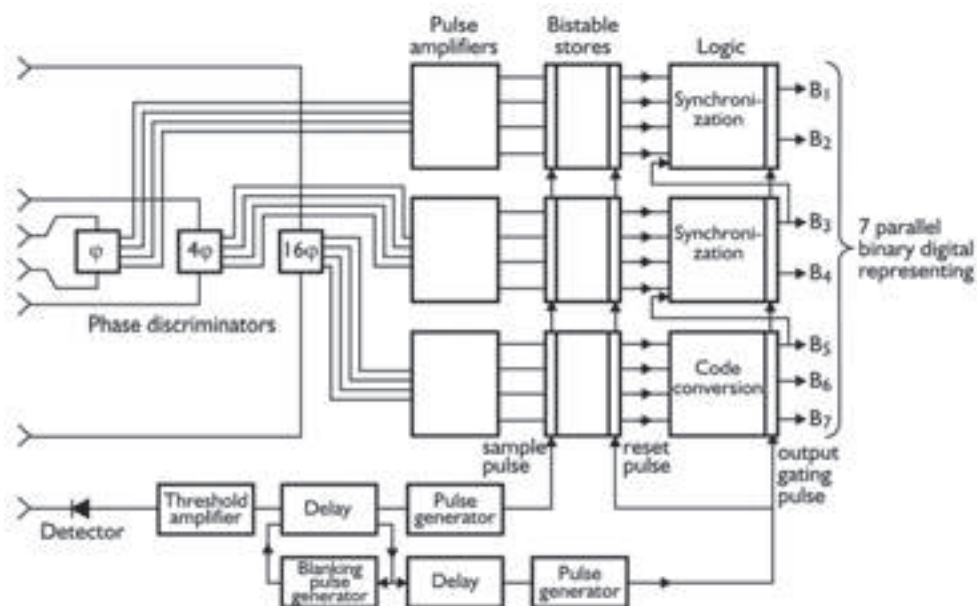 Pulse
amplifiers
Bistable
stores
Logic
Synchroni-
zation
B1
B2
φ
4φ
16φ
Phase discriminators
Synchroni-
zation
B3
B4
7 parallel
binary digital
representing
Code
conversion
B5
B6
B7
sample
pulse
reset
pulse
output
gating
pulse
Detector
Threshold
amplifier
Delay
Pulse
generator
Blanking
pulse
generator
Delay
Pulse
generator